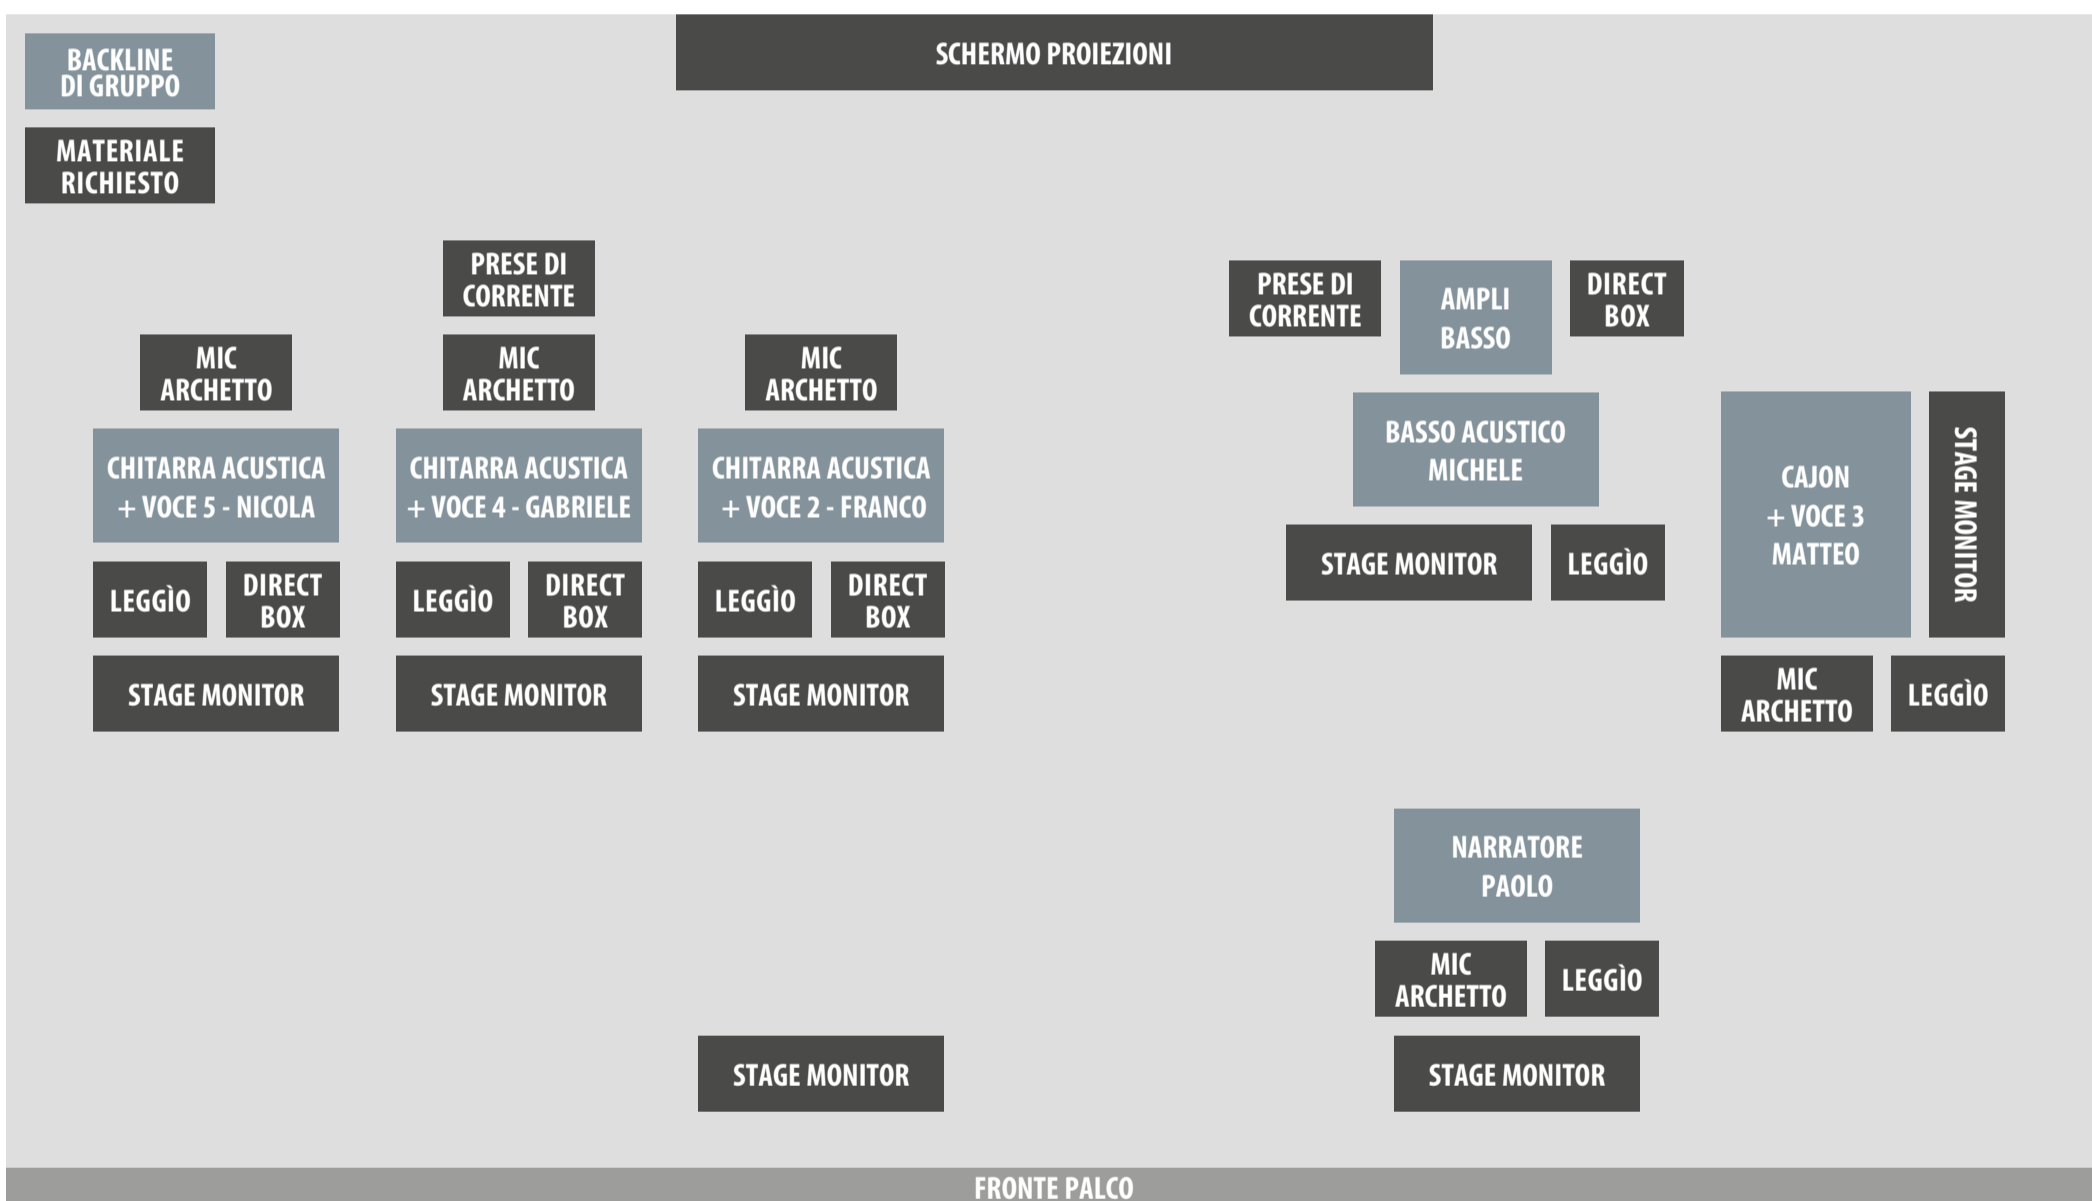 SCHERMO PROIEZIONI
BACKLINE
DI GRUPPO
MATERIALE
RICHIESTO
PRESE DI
CORRENTE
PRESE DI
CORRENTE
AMPLI
BASSO
DIRECT
BOX
MIC
ARCHETTO
MIC
ARCHETTO
MIC
ARCHETTO
CHITARRA ACUSTICA
+ VOCE 5 - NICOLA
CHITARRA ACUSTICA
+ VOCE 4 - GABRIELE
CHITARRA ACUSTICA
+ VOCE 2 - FRANCO
BASSO ACUSTICO
MICHELE
CAJON
+ VOCE 3
MATTEO
STAGE MONITOR
LEGGÌO
DIRECT
BOX
LEGGÌO
DIRECT
BOX
LEGGÌO
DIRECT
BOX
STAGE MONITOR
LEGGÌO
STAGE MONITOR
STAGE MONITOR
STAGE MONITOR
MIC
ARCHETTO
LEGGÌO
NARRATORE
PAOLO
MIC
ARCHETTO
LEGGÌO
STAGE MONITOR
STAGE MONITOR
FRONTE PALCO